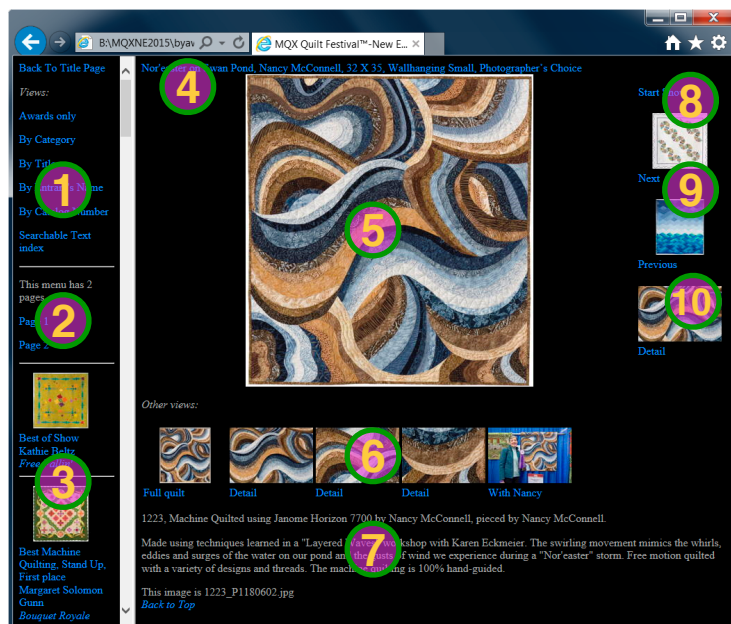 B:\MQXNE2015\byaw
MQX Quilt Festival™-New E...
Back To Title Page
Views:
Awards only
By Category
By Title
1
By Name
By Number
Searchable Text
index
This menu has 2
pages
2
Page 1
Page 2
Best of Show
Kathie Beltz
3
Best Machine
Quilting, Stand Up,
First place
Margaret Solomon
Gunn
Bouquet Royale
Nor'easter on Swan Pond, Nancy McConnell, 32 X 35, Wallhanging Small, Photographer's Choice
4
5
Other views:
6
Full quilt
Detail
Detail
Detail
With Nancy
1223, Machine Quilted using Janome Horizon 7700 by Nancy McConnell, pieced by Nancy McConnell.
Made using techniques learned in a "Layered Waves" workshop with Karen Eckmeier. The swirling movement mimics the whirls,
eddies and surges of the water on our pond and the gusts of wind we experience during a "Nor'easter" storm. Free motion quilted
with a variety of designs and threads. The machine quilting is 100% hand-guided.
7
This image is 1223_P1180602.jpg
Back to Top
Start Show
8
Next
9
Previous
10
Detail